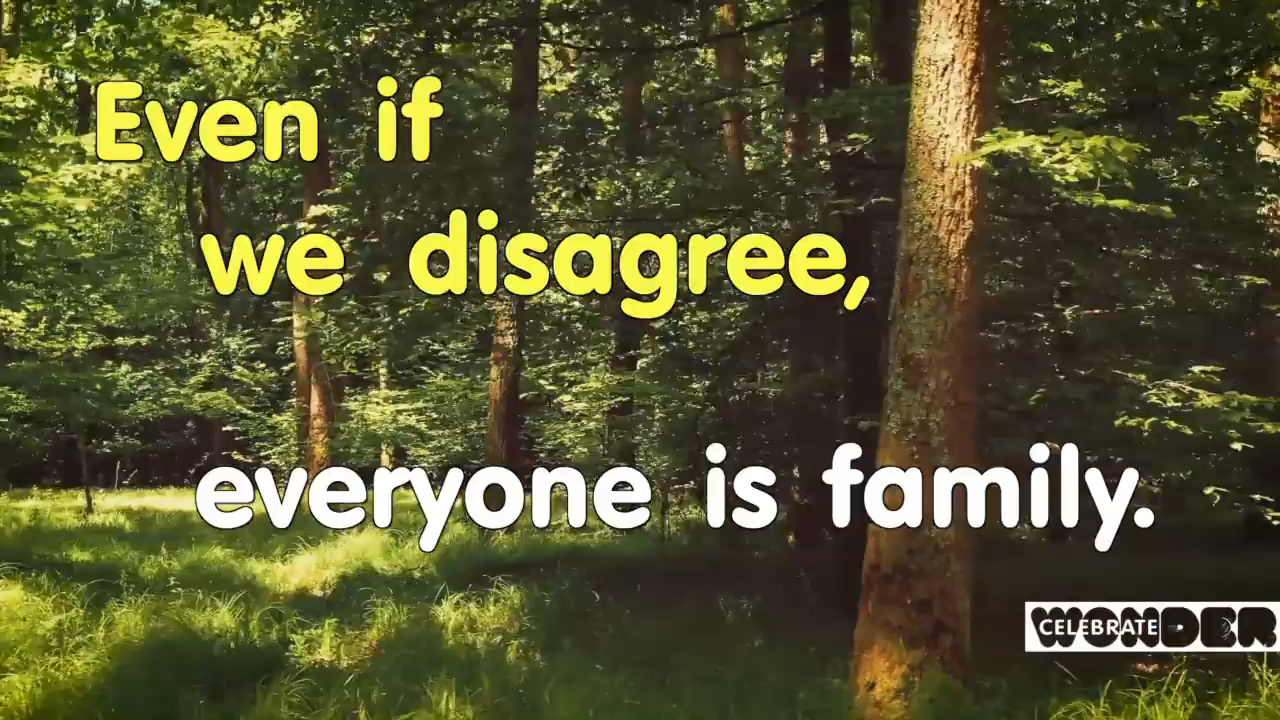 Even if
we disagree,
everyone is family.
CELEBRATE WONDER